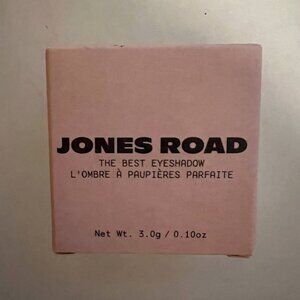 JONES ROAD
THE BEST EYESHADOW
L'OMBRE À PAUPIÈRES PARFAITE
Net Wt. 3.0g / 0.10oz